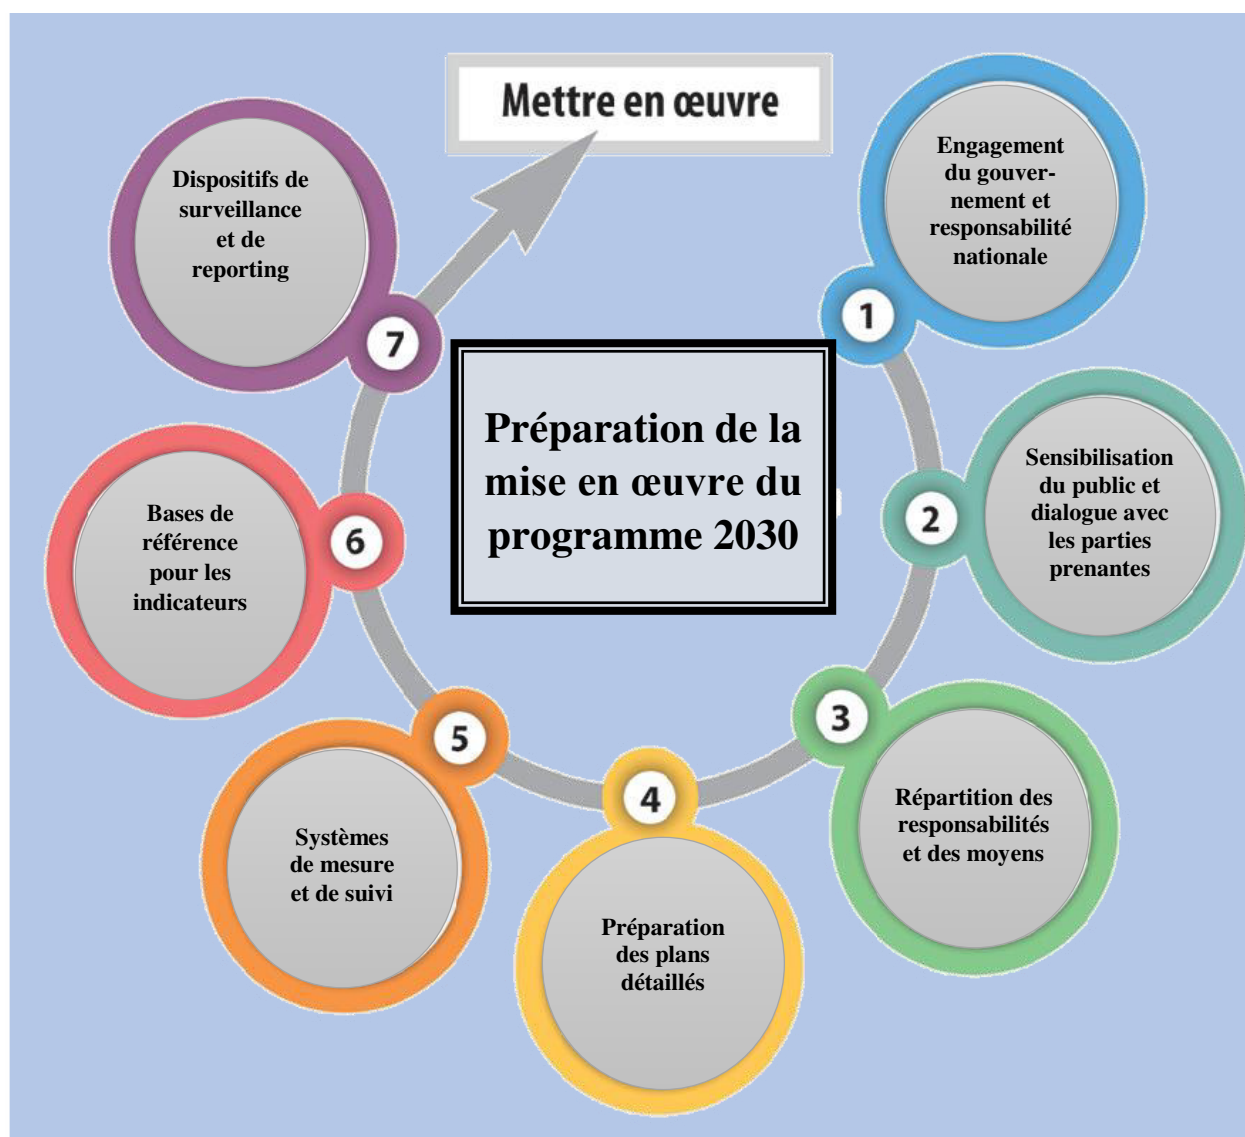 Mettre en œuvre
Préparation de la
mise en œuvre du
programme 2030
1
Engagement
du gouver-
nement et
responsabilité
nationale
2
Sensibilisation
du public et
dialogue avec
les parties
prenantes
3
Répartition des
responsabilités
et des moyens
4
Préparation
des plans
détaillés
5
Systèmes
de mesure
et de suivi
6
Bases de
référence
pour les
indicateurs
7
Dispositifs de
surveillance
et de
reporting